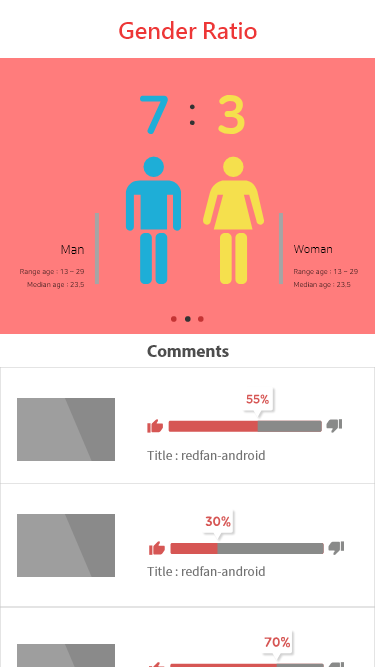 Gender Ratio
7 : 3
Man
Range age : 13 ~ 29
Median age : 23.5
Woman
Range age : 13 ~ 29
Median age : 23.5
Comments
55%
Title : redfan-android
30%
Title : redfan-android
70%